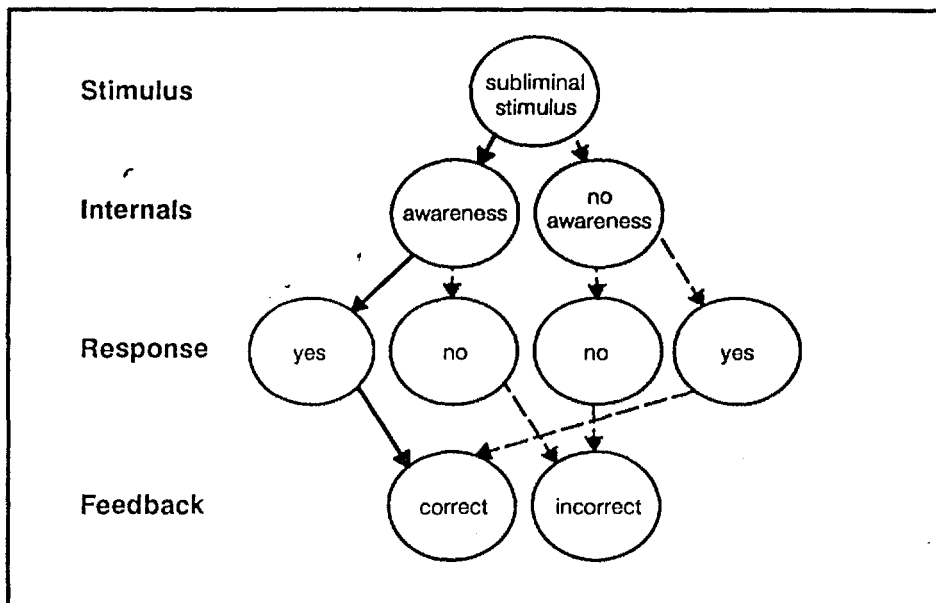 Stimulus
subliminal
stimulus
Internals
awareness
no
awareness
Response
yes
no
no
yes
Feedback
correct
incorrect